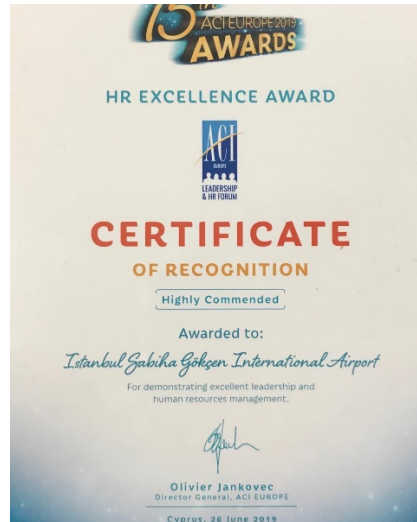 15th
ACI EUROPE 2019
AWARDS
HR EXCELLENCE AWARD
ACI
EUROPE
LEADERSHIP
& HR FORUM
CERTIFICATE
OF RECOGNITION
Highly Commended
Awarded to:
Istanbul Sabiha Gökçen International Airport
For demonstrating excellent leadership and
human resources management.
Olivier Jankovec
Director General, ACI EUROPE
Cyprus, 26 June 2019